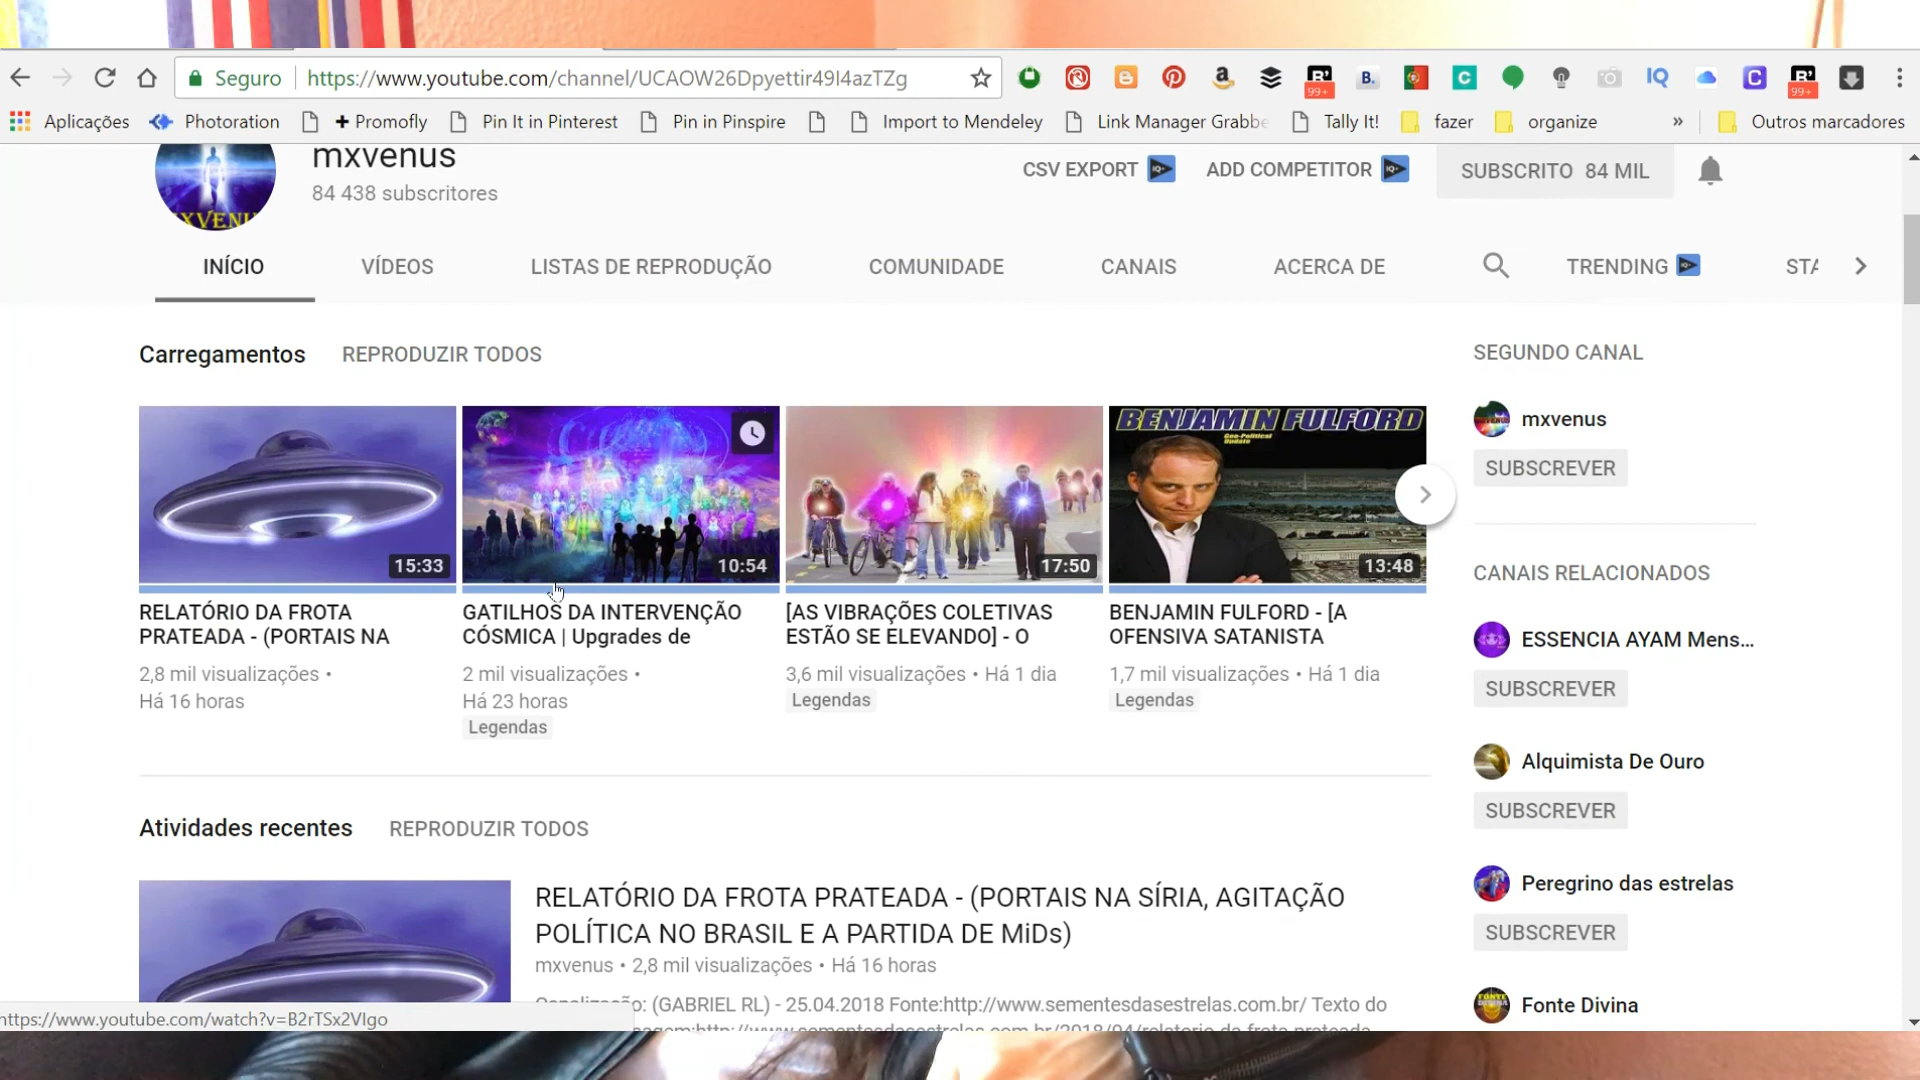 Seguro
https://www.youtube.com/channel/UCAOW26Dpyettir49I4azTZg
99+
99+
Aplicações
Photoration
+ Promofly
Pin It in Pinterest
Pin in Pinspire
Import to Mendeley
Link Manager Grabbe
Tally It!
fazer
organize
»
Outros marcadores
mxvenus
84 438 subscritores
CSV EXPORT
ADD COMPETITOR
SUBSCRITO 84 MIL
INÍCIO
VÍDEOS
LISTAS DE REPRODUÇÃO
COMUNIDADE
CANAIS
ACERCA DE
TRENDING
STA
Carregamentos
REPRODUZIR TODOS
15:33
RELATÓRIO DA FROTA
PRATEADA - (PORTAIS NA
2,8 mil visualizações •
Há 16 horas
10:54
GATILHOS DA INTERVENÇÃO
CÓSMICA | Upgrades de
2 mil visualizações •
Há 23 horas
Legendas
17:50
[AS VIBRAÇÕES COLETIVAS
ESTÃO SE ELEVANDO] - O
3,6 mil visualizações • Há 1 dia
Legendas
BENJAMIN FULFORD
Geo-Political
Update
13:48
BENJAMIN FULFORD - [A
OFENSIVA SATANISTA
1,7 mil visualizações • Há 1 dia
Legendas
SEGUNDO CANAL
mxvenus
SUBSCREVER
CANAIS RELACIONADOS
ESSENCIA AYAM Mens...
SUBSCREVER
Alquimista De Ouro
SUBSCREVER
Peregrino das estrelas
SUBSCREVER
Fonte Divina
Atividades recentes
REPRODUZIR TODOS
RELATÓRIO DA FROTA PRATEADA - (PORTAIS NA SÍRIA, AGITAÇÃO
POLÍTICA NO BRASIL E A PARTIDA DE MiDs)
mxvenus • 2,8 mil visualizações • Há 16 horas
(GABRIEL RL) - 25.04.2018 Fonte:http://www.sementesdasestrelas.com.br/ Texto do
https://www.youtube.com/watch?v=B2rTSx2VIgo